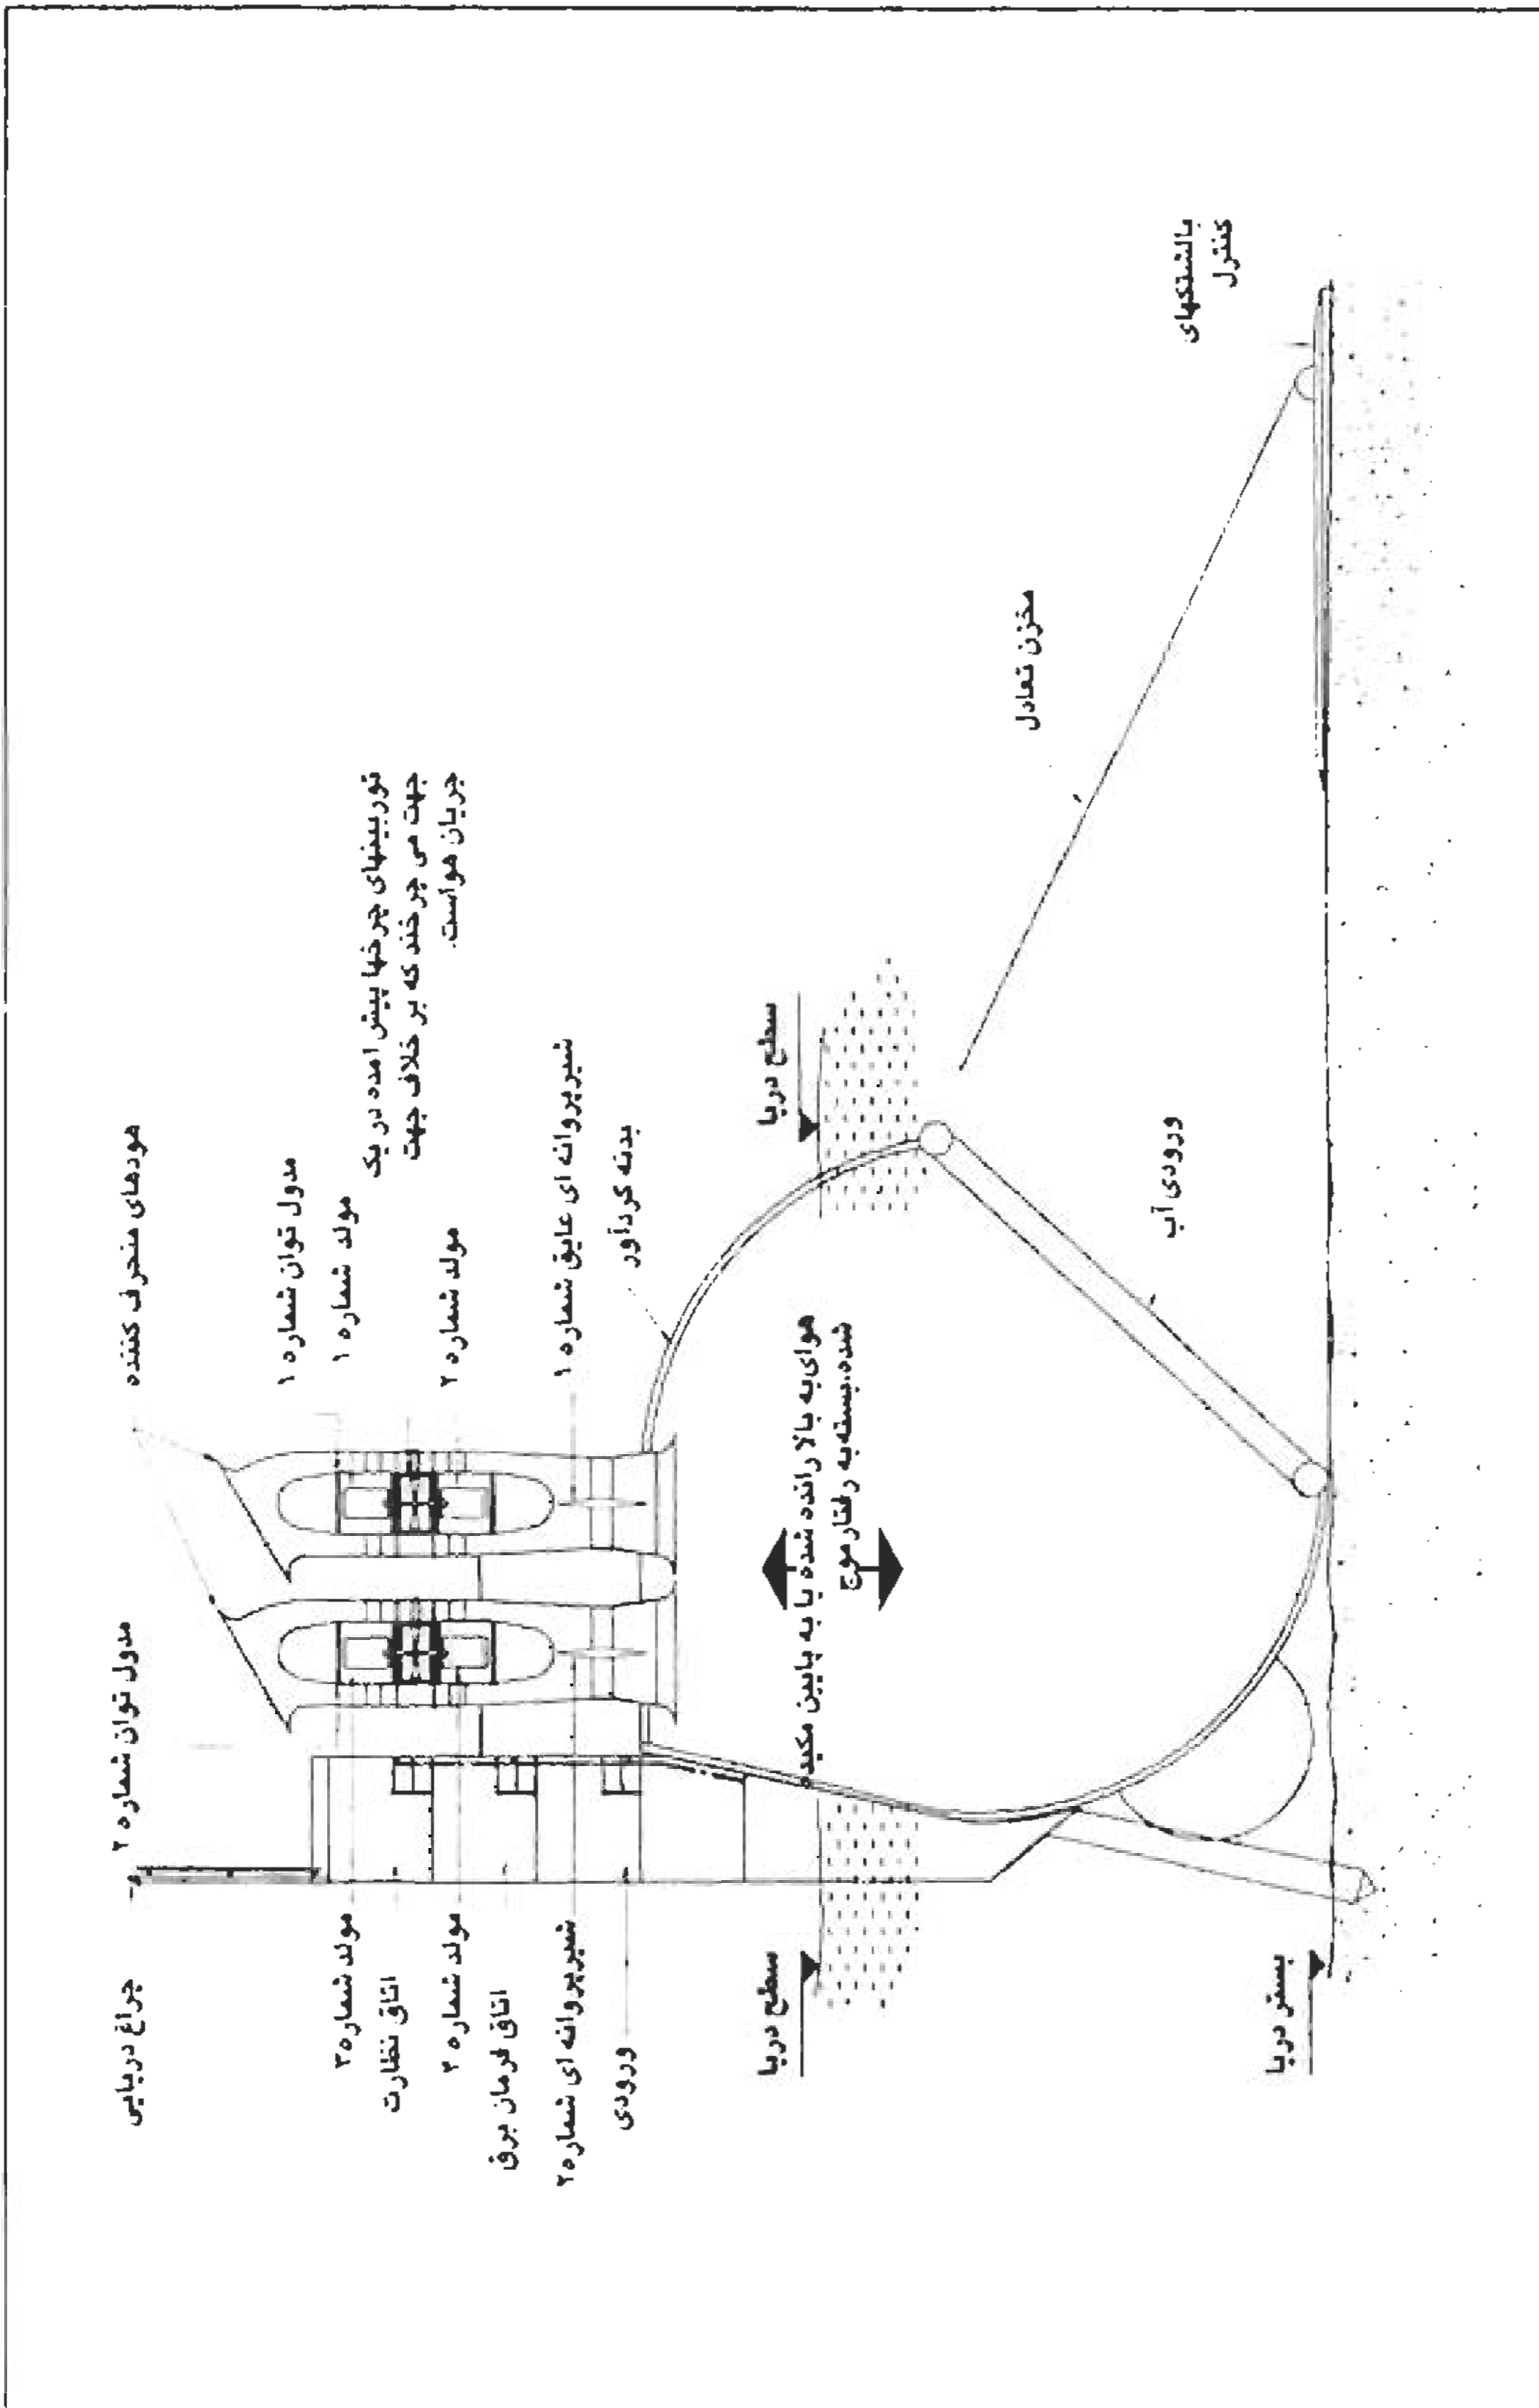 هودهای منحرف کننده
مدول توان شماره ۱
مولد شماره ۱
توربینهای چرخها پیش آمده در یک
جهت می چرخند که بر خلاف جهت
جریان هواست.
مولد شماره ۲
شیرپروانه ای عایق شماره ۱
بدنه گردآور
سطح دریا
مخزن تعادل
بالشتکهای
کنترل
ورودی آب
هوای به بالا رانده شده یا به پایین مکیده
شده، بسته به رفتار موج
مدول توان شماره ۲
چراغ دریایی
مولد شماره ۳
اتاق نظارت
مولد شماره ۳
اتاق فرمان برق
شیرپروانه ای شماره ۲
ورودی
سطح دریا
بستر دریا